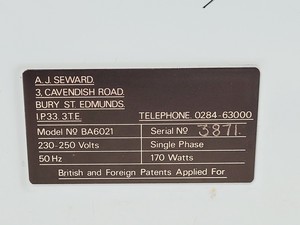 A. J. SEWARD.
3, CAVENDISH ROAD.
BURY ST. EDMUNDS.
I.P.33. 3.T.E. TELEPHONE 0284-63000
Model Nº BA6021 Serial Nº 3871.
230-250 Volts Single Phase
50 Hz 170 Watts
British and Foreign Patents Applied For